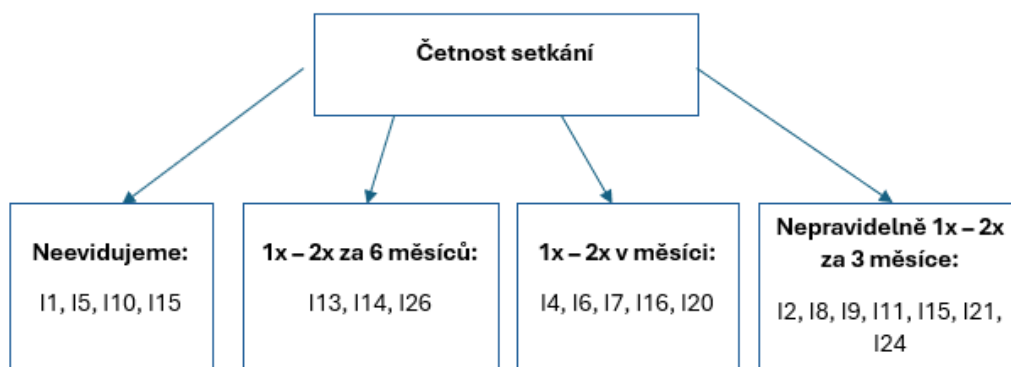 Četnost setkání
Neevidujeme:
I1, I5, I10, I15
1x – 2x za 6 měsíců:
I13, I14, I26
1x – 2x v měsíci:
I4, I6, I7, I16, I20
Nepravidelně 1x – 2x
za 3 měsíce:
I2, I8, I9, I11, I15, I21,
I24